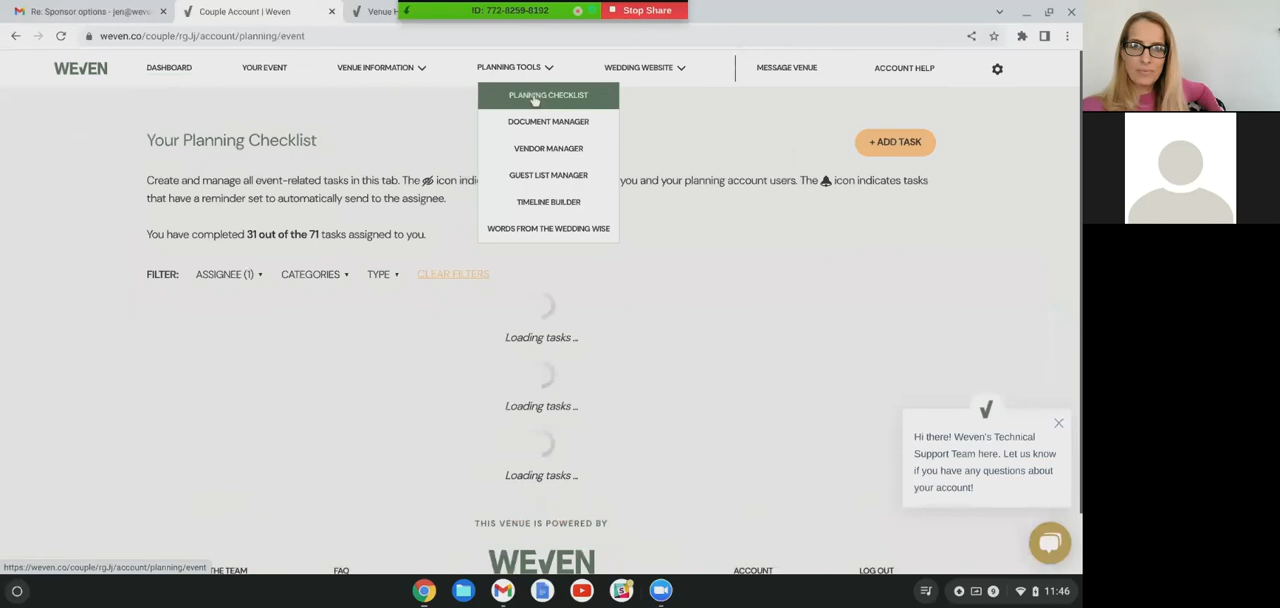 Re: Sponsor options - jen@wev
Couple Account | Weven
Venue H
ID: 772-8259-8192
Stop Share
weven.co/couple/rgJj/account/planning/event
WEVEN
DASHBOARD
YOUR EVENT
VENUE INFORMATION
PLANNING TOOLS
WEDDING WEBSITE
MESSAGE VENUE
ACCOUNT HELP
PLANNING CHECKLIST
DOCUMENT MANAGER
VENDOR MANAGER
GUEST LIST MANAGER
TIMELINE BUILDER
WORDS FROM THE WEDDING WISE
Your Planning Checklist
+ ADD TASK
Create and manage all event-related tasks in this tab. The icon indi you and your planning account users. The icon indicates tasks
that have a reminder set to automatically send to the assignee.
You have completed 31 out of the 71 tasks assigned to you.
FILTER: ASSIGNEE (1) CATEGORIES TYPE CLEAR FILTERS
Loading tasks ...
Loading tasks ...
Loading tasks ...
Hi there! Weven's Technical
Support Team here. Let us know
if you have any questions about
your account!
THIS VENUE IS POWERED BY
WEVEN
https://weven.co/couple/rgJj/account/planning/event
THE TEAM
FAQ
ACCOUNT
LOG OUT
9
11:46